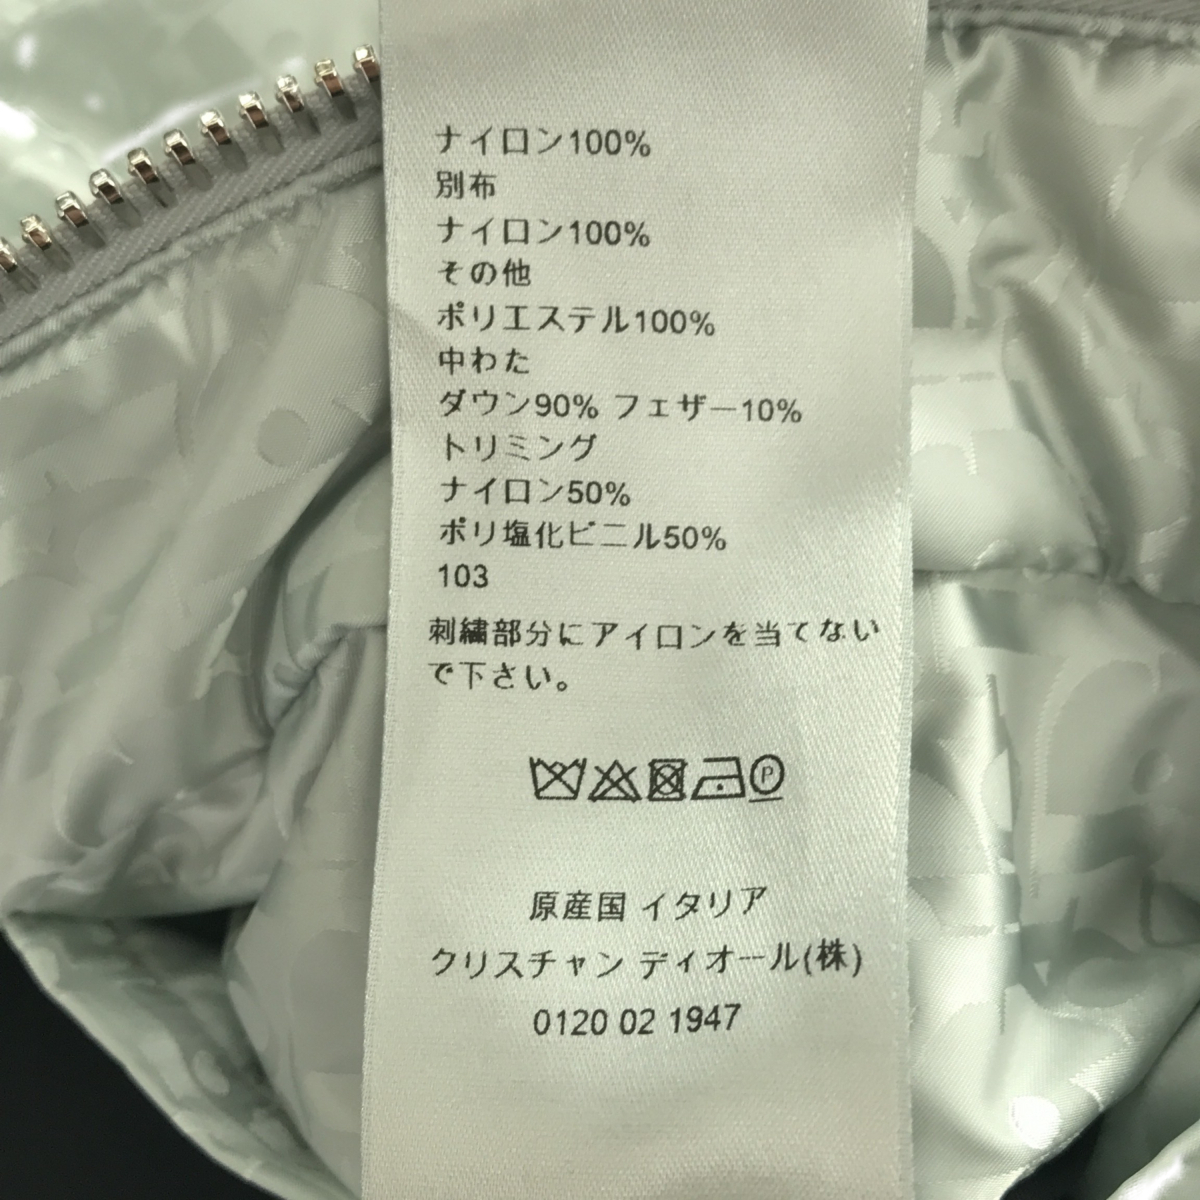 ナイロン100%
別布
ナイロン100%
その他
ポリエステル100%
中わた
ダウン90% フェザー10%
トリミング
ナイロン50%
ポリ塩化ビニル50%
103
刺繍部分にアイロンを当てない
で下さい。
P
原産国 イタリア
クリスチャン ディオール(株)
0120 02 1947